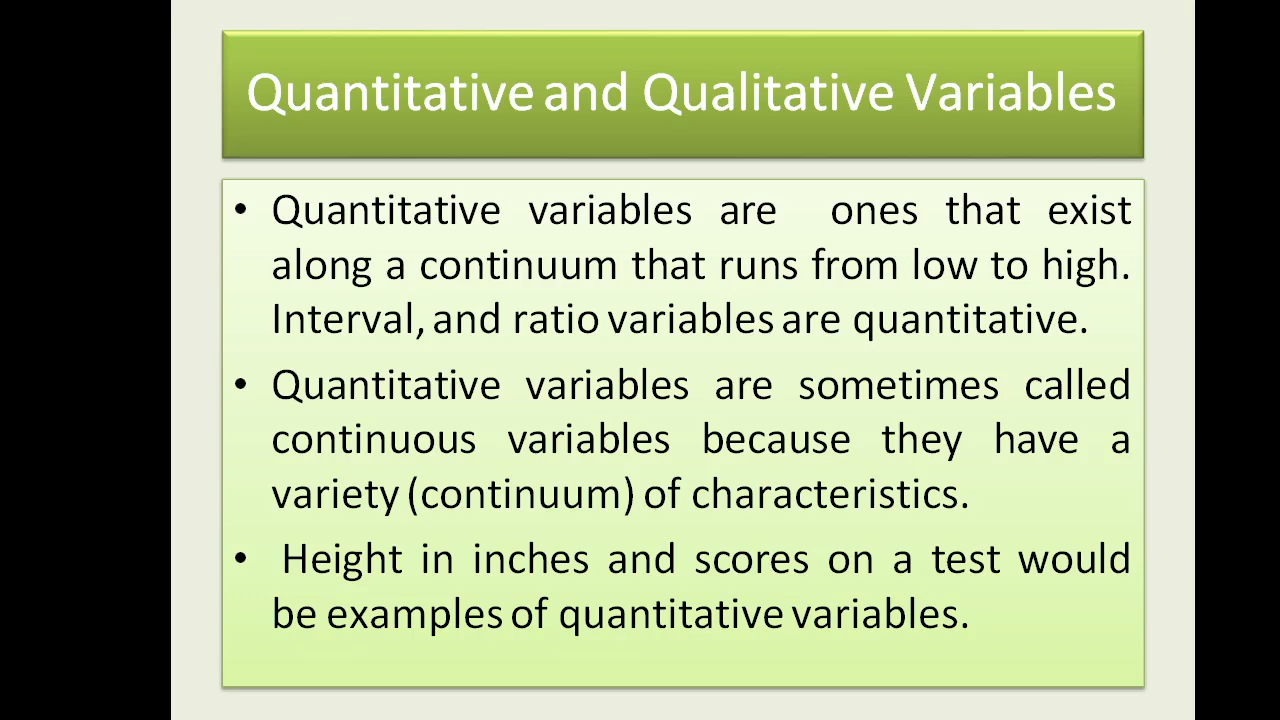 Quantitative and Qualitative Variables
• Quantitative variables are ones that exist
along a continuum that runs from low to high.
Interval, and ratio variables are quantitative.
• Quantitative variables are sometimes called
continuous variables because they have a
variety (continuum) of characteristics.
• Height in inches and scores on a test would
be examples of quantitative variables.